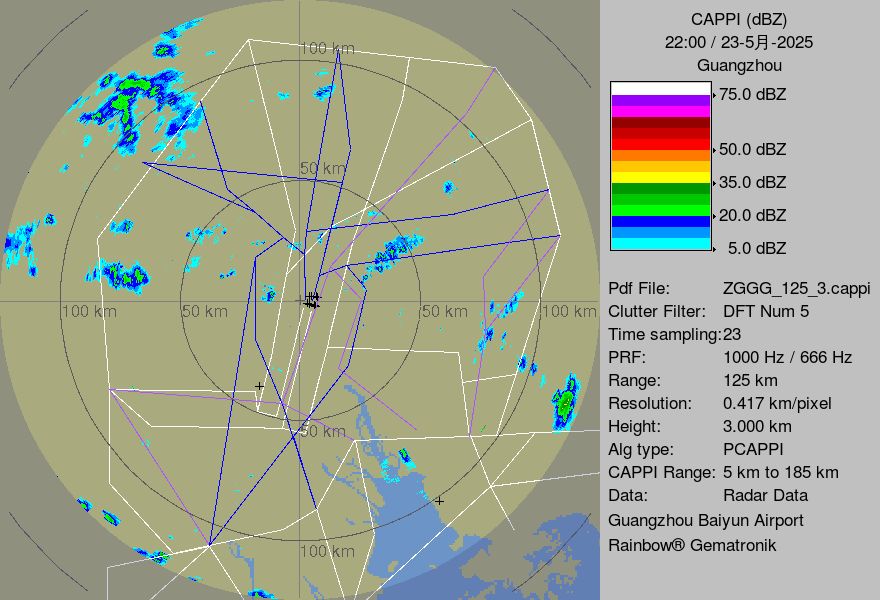 CAPPI (dBZ)
22:00 / 23-5月-2025
Guangzhou
75.0 dBZ
50.0 dBZ
35.0 dBZ
20.0 dBZ
5.0 dBZ
100 km
50 km
100 km
50 km
50 km
100 km
50 km
100 km
Pdf File: ZGGG_125_3.cappi
Clutter Filter: DFT Num 5
Time sampling:23
PRF: 1000 Hz / 666 Hz
Range: 125 km
Resolution: 0.417 km/pixel
Height: 3.000 km
Alg type: PCAPPI
CAPPI Range: 5 km to 185 km
Data: Radar Data
Guangzhou Baiyun Airport
Rainbow® Gematronik